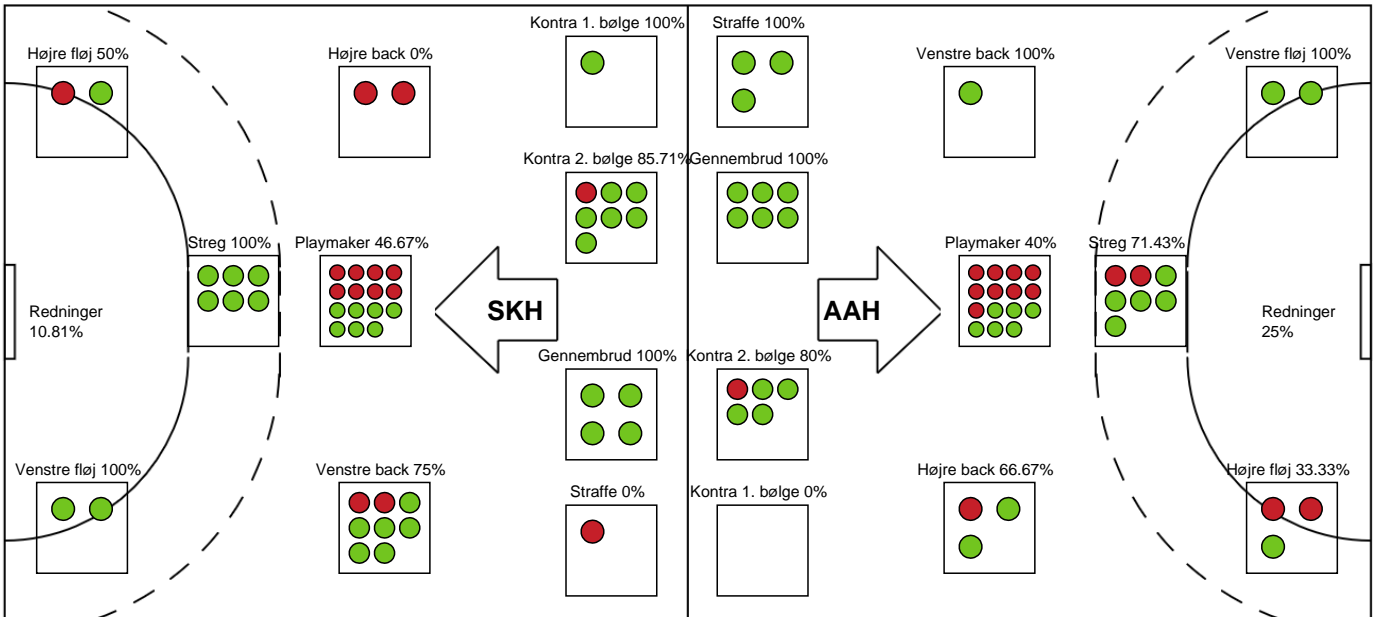 Kontra 1. bølge 100%
Straffe 100%
Højre fløj 50%
Højre back 0%
Venstre back 100%
Venstre fløj 100%
Kontra 2. bølge 85.71%
Gennembrud 100%
Streg 100%
Playmaker 46.67%
Playmaker 40%
Streg 71.43%
Redninger
10.81%
SKH
AAH
Redninger
25%
Gennembrud 100%
Kontra 2. bølge 80%
Venstre fløj 100%
Venstre back 75%
Højre back 66.67%
Højre fløj 33.33%
Straffe 0%
Kontra 1. bølge 0%